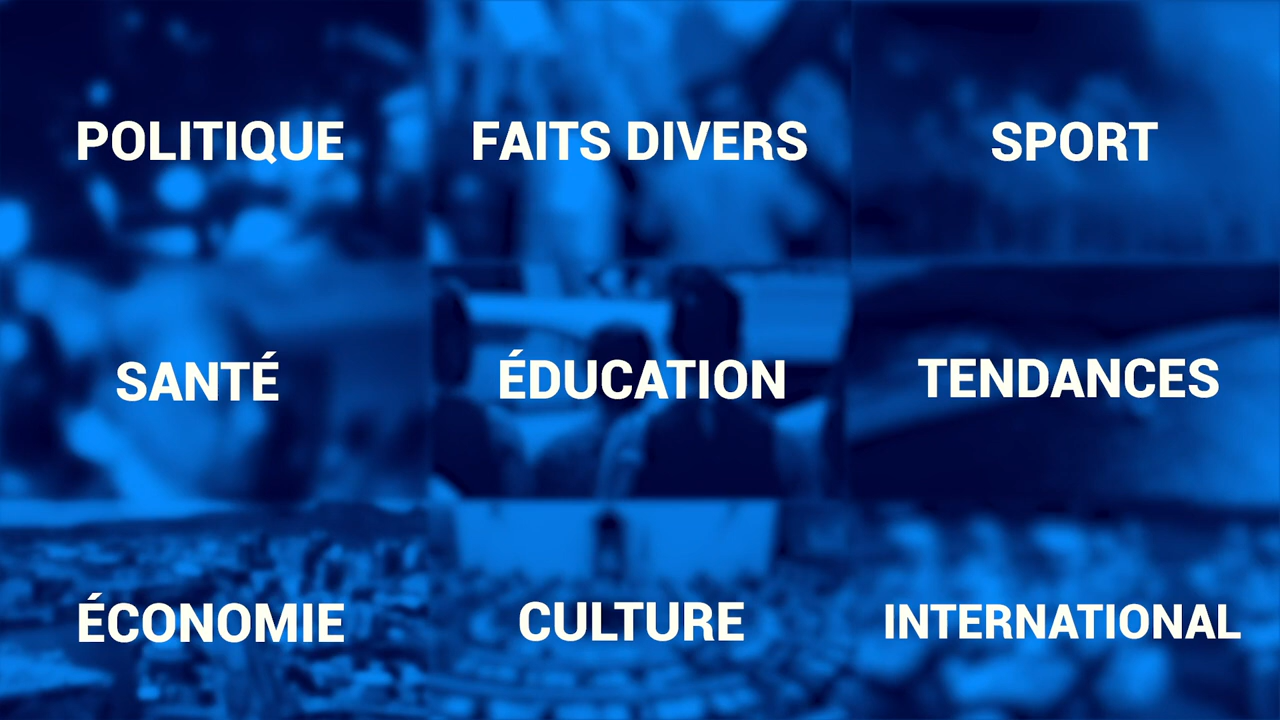 POLITIQUE
FAITS DIVERS
SPORT
SANTÉ
ÉDUCATION
TENDANCES
ÉCONOMIE
CULTURE
INTERNATIONAL